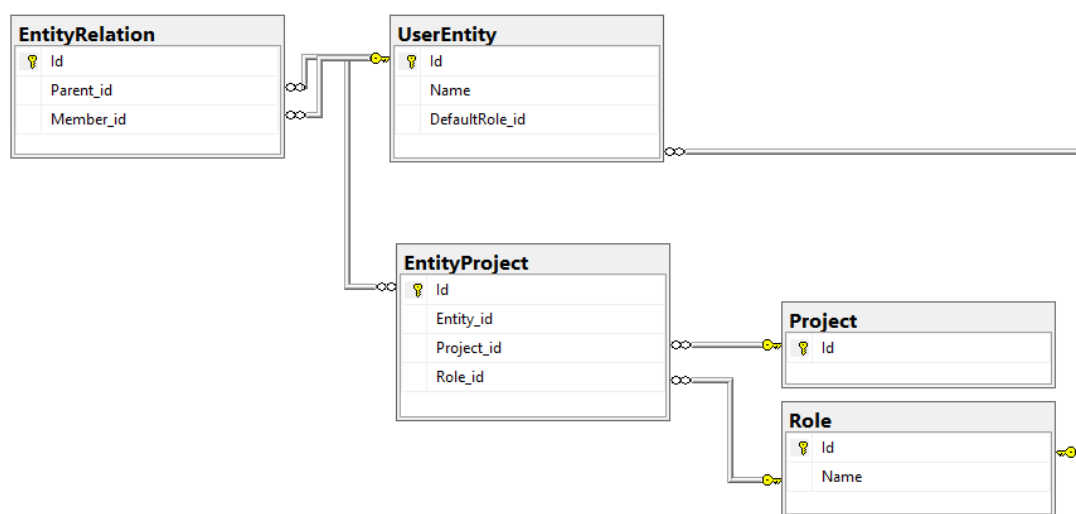 EntityRelation
Id
Parent_id
Member_id
UserEntity
Id
Name
DefaultRole_id
EntityProject
Id
Entity_id
Project_id
Role_id
Project
Id
Role
Id
Name